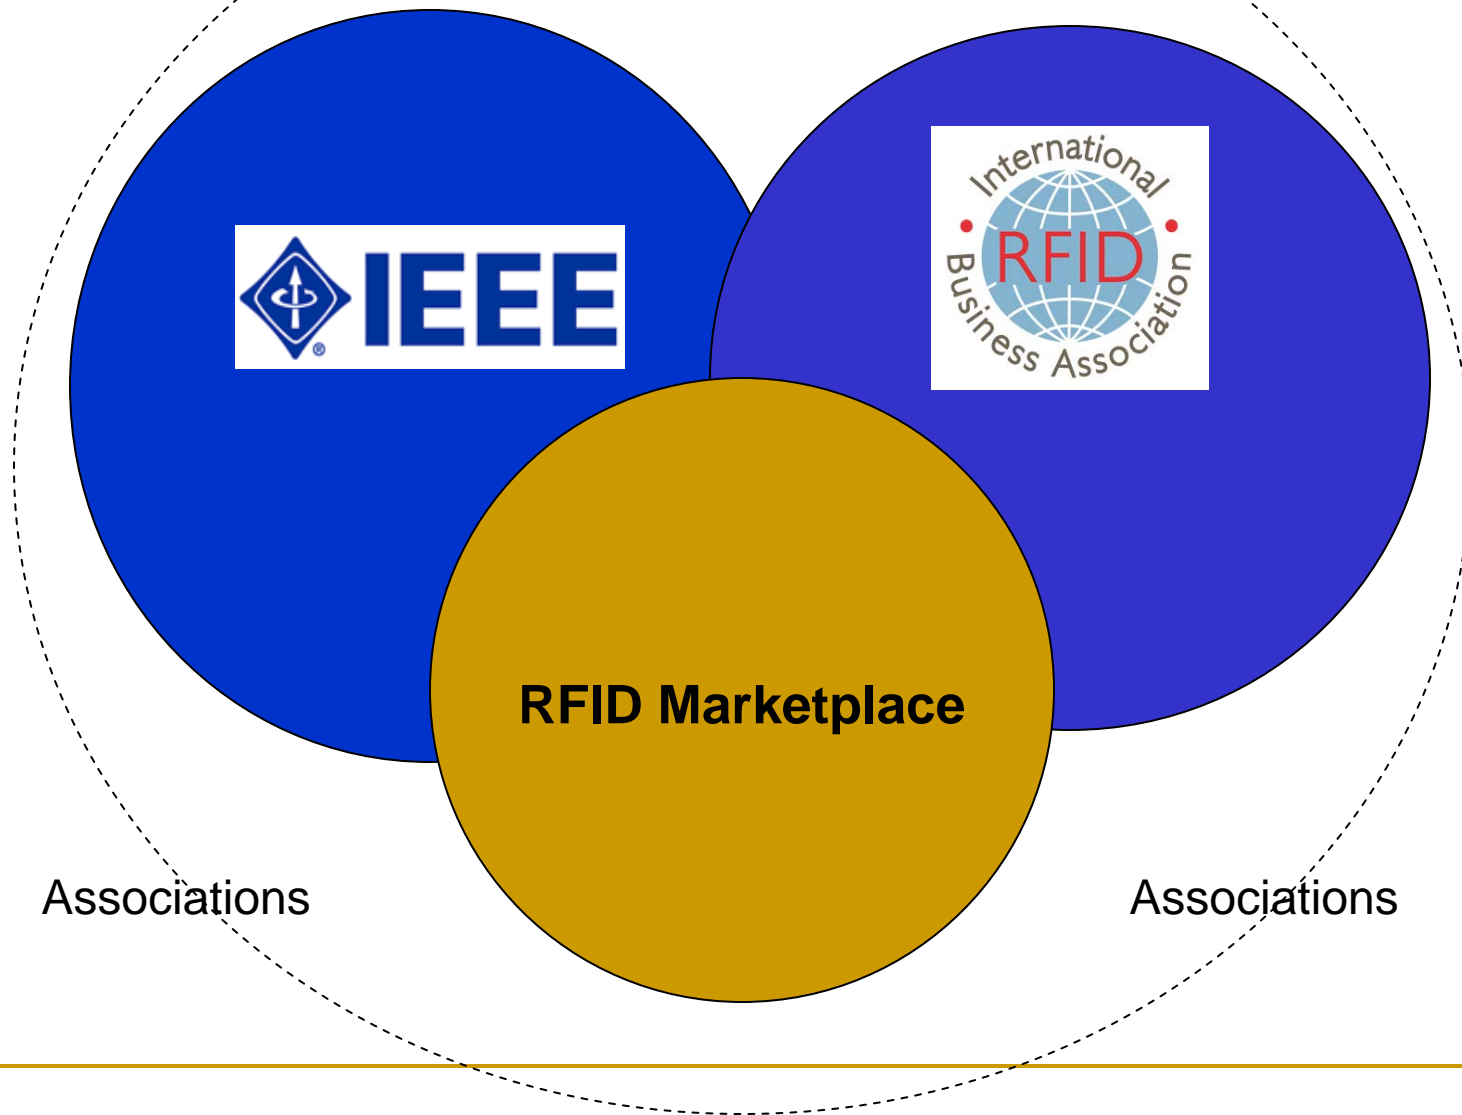 IEEE
®
International
RFID
Business Association
RFID Marketplace
Associations
Associations